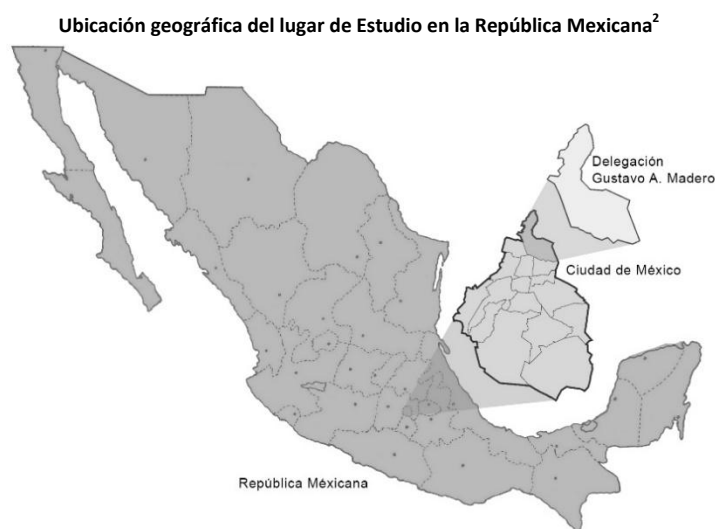 Ubicación geográfica del lugar de Estudio en la República Mexicana²
Delegación
Gustavo A. Madero
Ciudad de México
República Méxicana